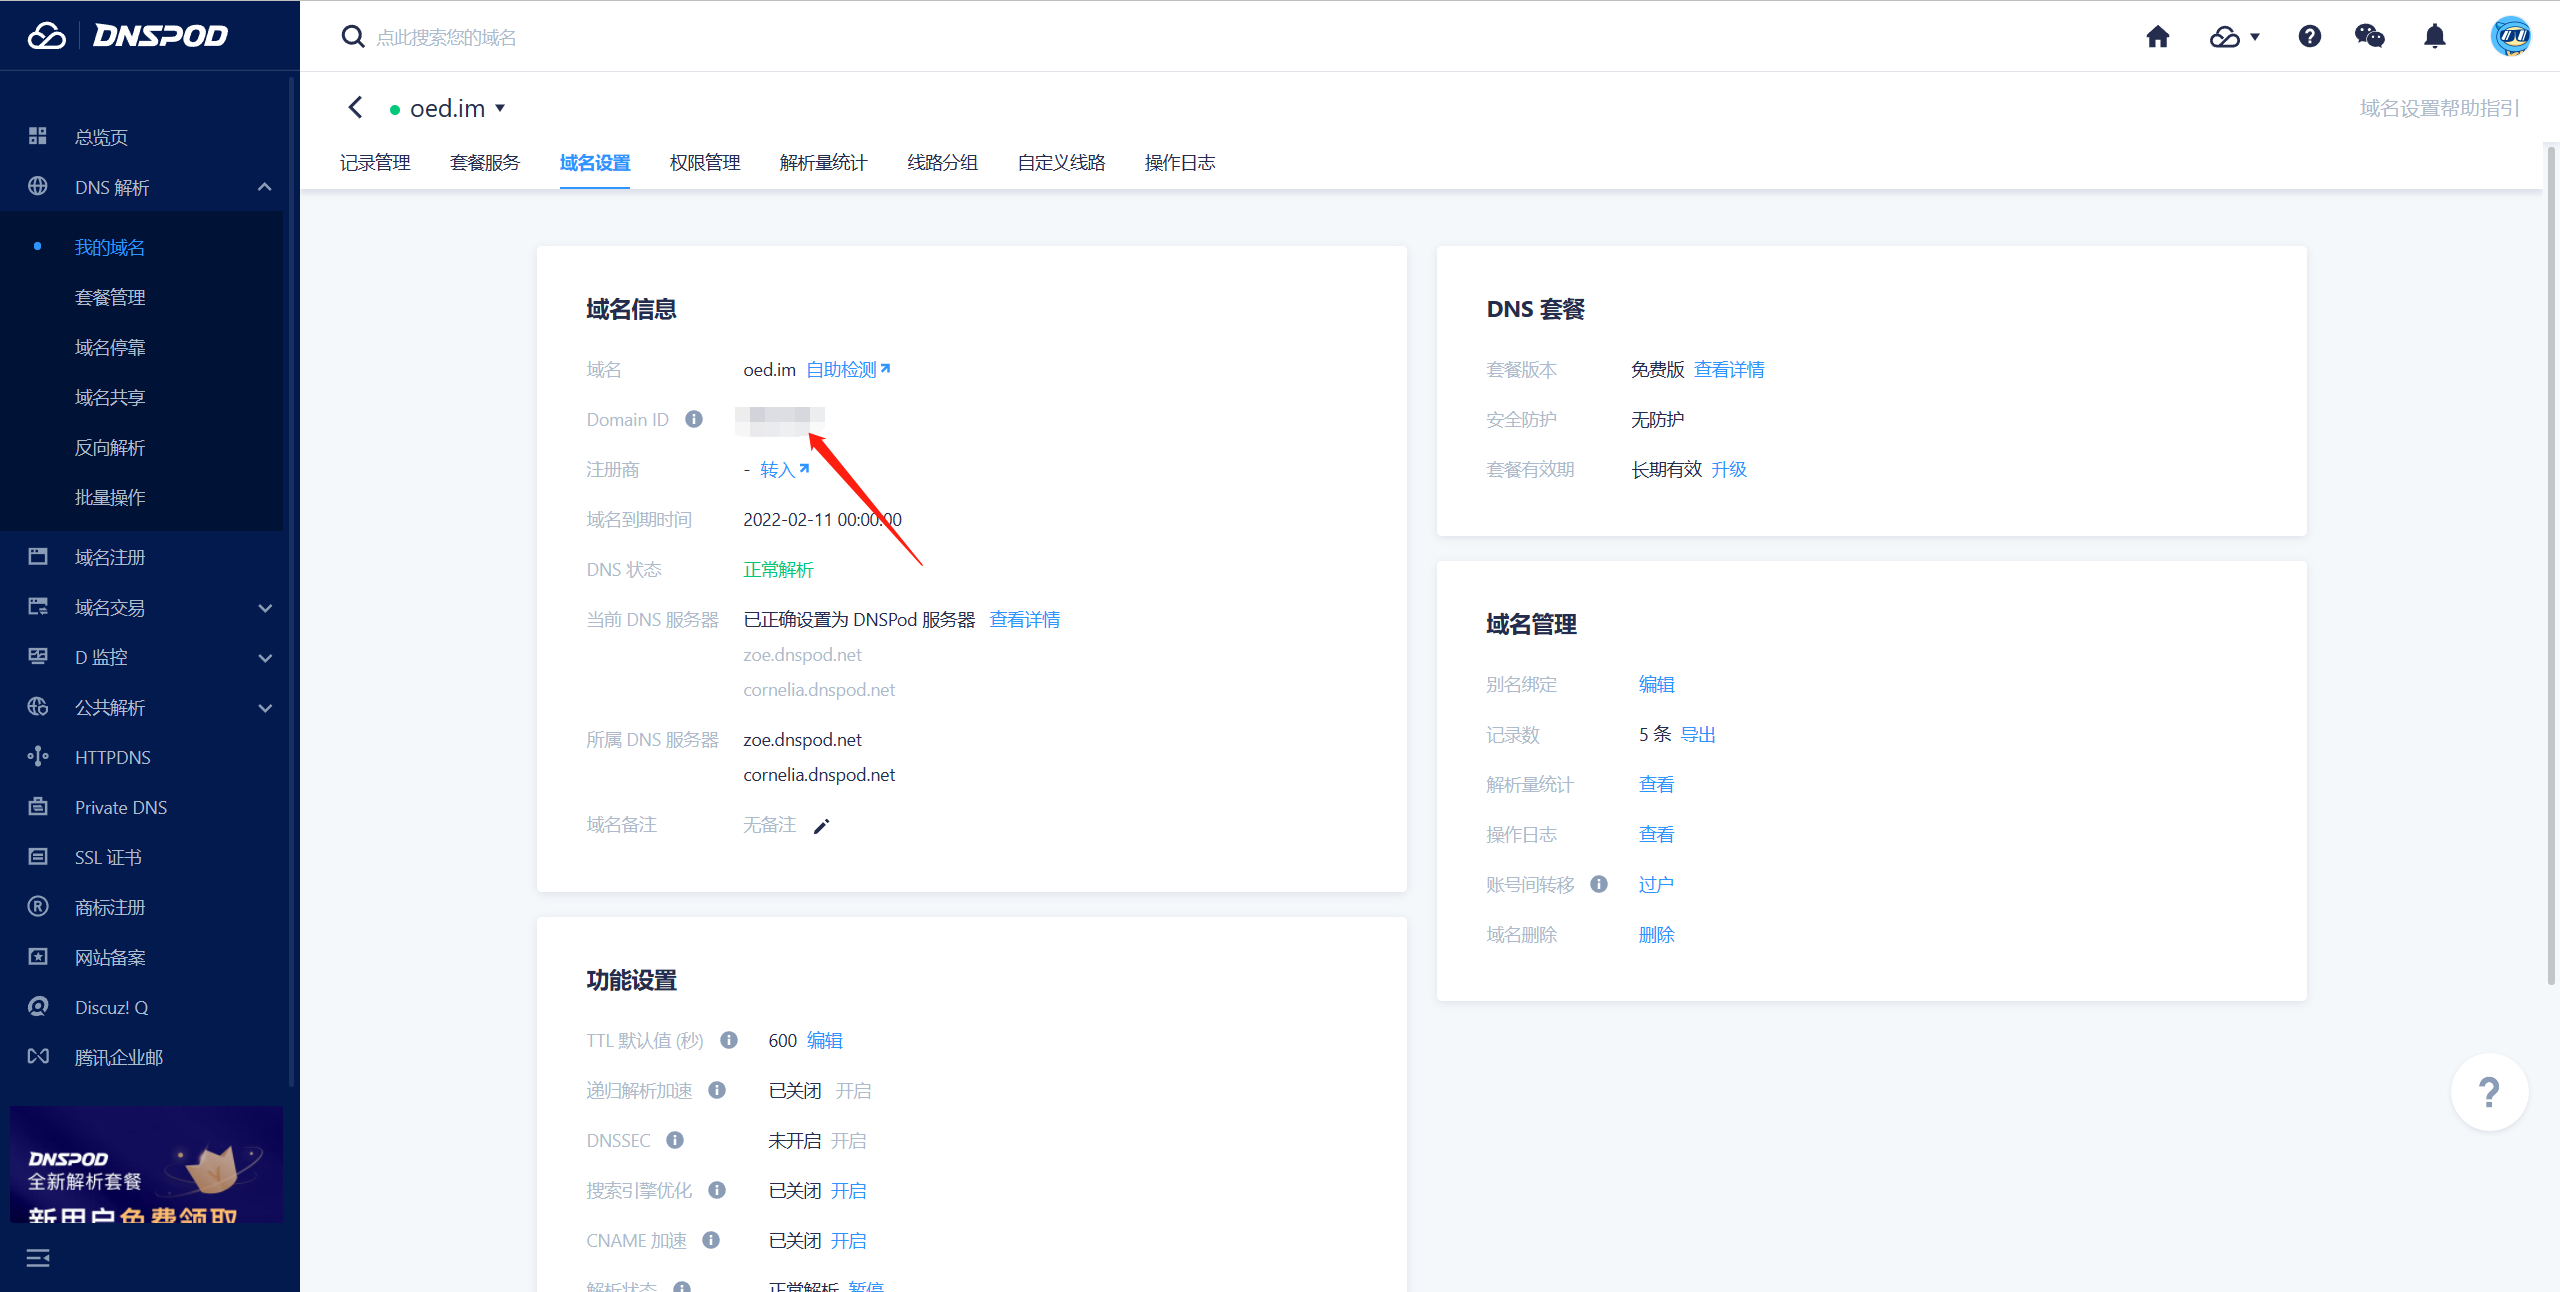 DNSPOD
点此搜索您的域名
oed.im
域名设置帮助指引
记录管理 套餐服务 域名设置 权限管理 解析量统计 线路分组 自定义线路 操作日志
总览页
DNS 解析
我的域名
套餐管理
域名停靠
域名共享
反向解析
批量操作
域名注册
域名交易
D 监控
公共解析
HTTPDNS
Private DNS
SSL 证书
商标注册
网站备案
Discuz! Q
腾讯企业邮
DNSPOD
全新解析套餐
新用户免费领取
域名信息
域名 oed.im 自助检测
Domain ID
注册商 - 转入
域名到期时间 2022-02-11 00:00:00
DNS 状态 正常解析
当前 DNS 服务器 已正确设置为 DNSPod 服务器 查看详情
zoe.dnspod.net
cornelia.dnspod.net
所属 DNS 服务器 zoe.dnspod.net
cornelia.dnspod.net
域名备注 无备注
功能设置
TTL 默认值 (秒) 600 编辑
递归解析加速 已关闭 开启
DNSSEC 未开启 开启
搜索引擎优化 已关闭 开启
CNAME 加速 已关闭 开启
解析状态 正常解析 暂停
DNS 套餐
套餐版本 免费版 查看详情
安全防护 无防护
套餐有效期 长期有效 升级
域名管理
别名绑定 编辑
记录数 5 条 导出
解析量统计 查看
操作日志 查看
账号间转移 过户
域名删除 删除